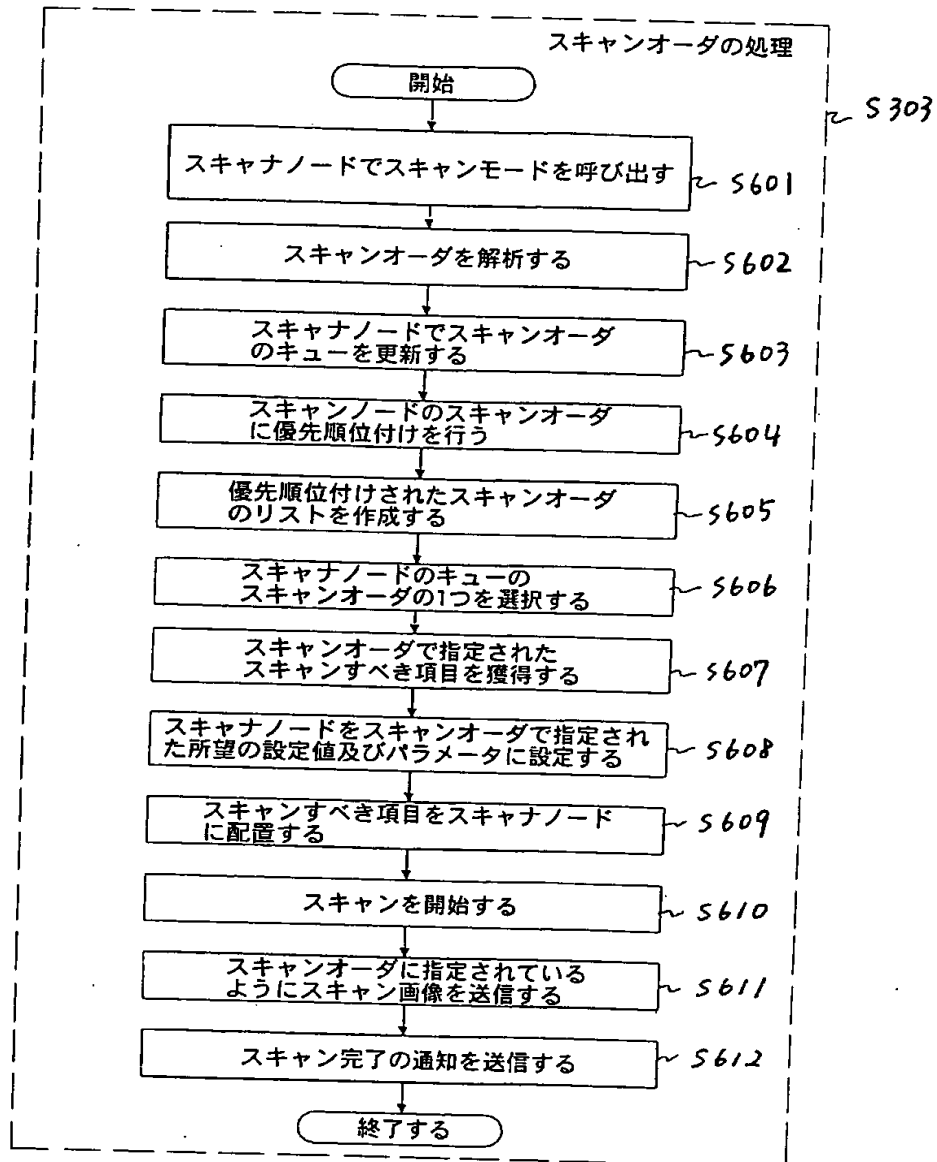 スキャンオーダの処理
開始
S303
スキャナノードでスキャンモードを呼び出す
S601
スキャンオーダを解析する
S602
スキャナノードでスキャンオーダ
のキューを更新する
S603
スキャンノードのスキャンオーダ
に優先順位付けを行う
S604
優先順位付けされたスキャンオーダ
のリストを作成する
S605
スキャナノードのキューの
スキャンオーダの1つを選択する
S606
スキャンオーダで指定された
スキャンすべき項目を獲得する
S607
スキャナノードをスキャンオーダで指定され
た所望の設定値及びパラメータに設定する
S608
スキャンすべき項目をスキャナノード
に配置する
S609
スキャンを開始する
S610
スキャンオーダに指定されている
ようにスキャン画像を送信する
S611
スキャン完了の通知を送信する
S612
終了する